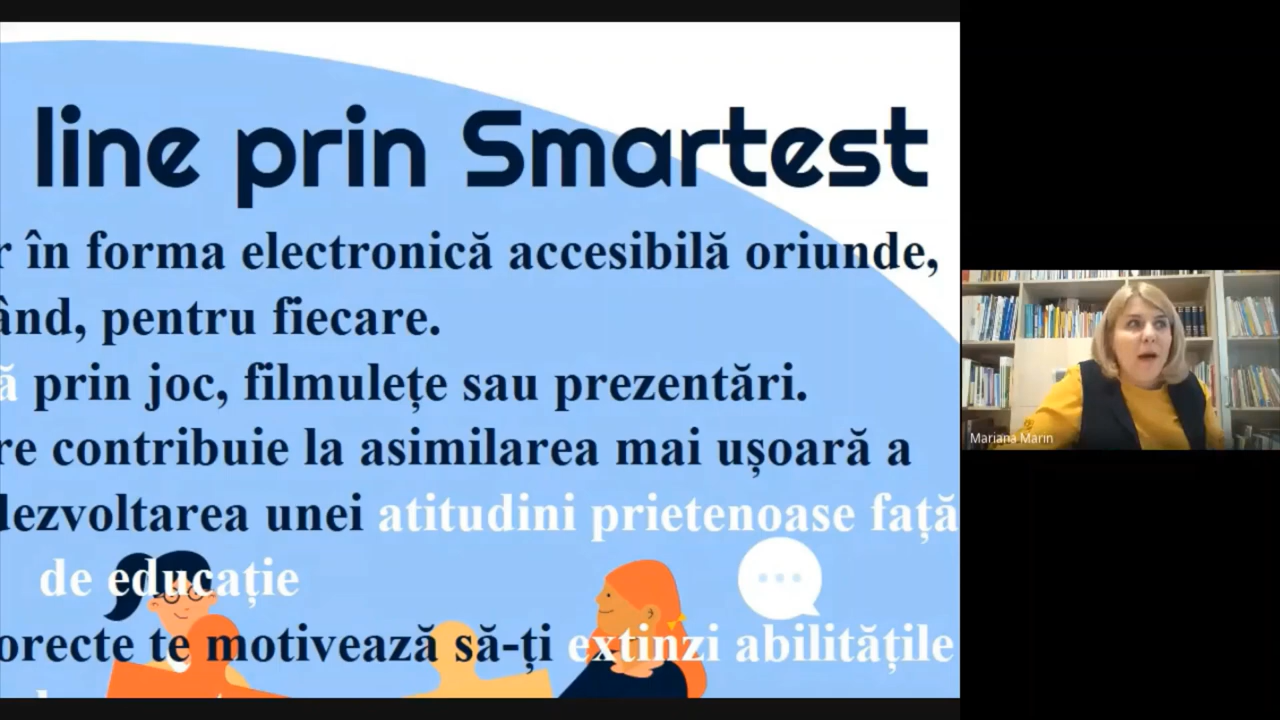 line prin Smartest
r în forma electronică accesibilă oriunde,
ând, pentru fiecare.
ă prin joc, filmulețe sau prezentări.
re contribuie la asimilarea mai ușoară a
dezvoltarea unei atitudini prietenoase față
de educație
orecte te motivează să-ți extinzi abilitățile
Mariana Marin